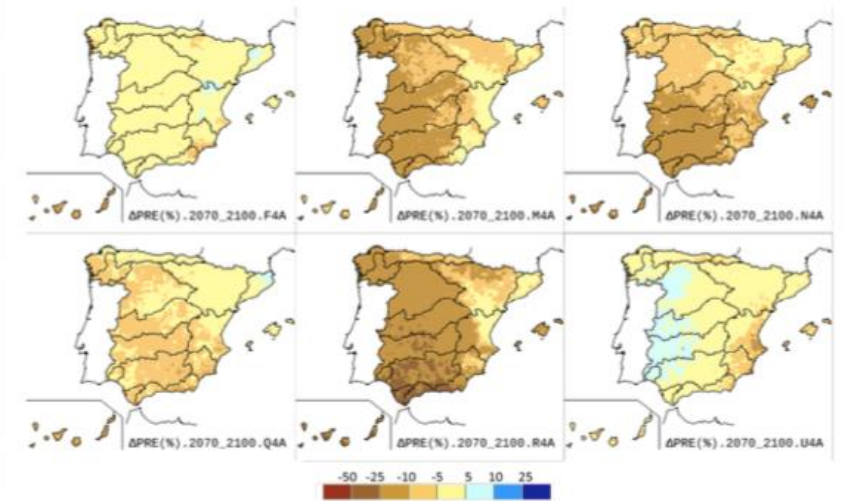 ΔPRE(%).2070_2100.F4A
ΔPRE(%).2070_2100.M4A
ΔPRE(%).2070_2100.N4A
ΔPRE(%).2070_2100.Q4A
ΔPRE(%).2070_2100.R4A
ΔPRE(%).2070_2100.U4A
-50 -25 -10 -5 5 10 25